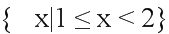 { x|1 ≤ x < 2}